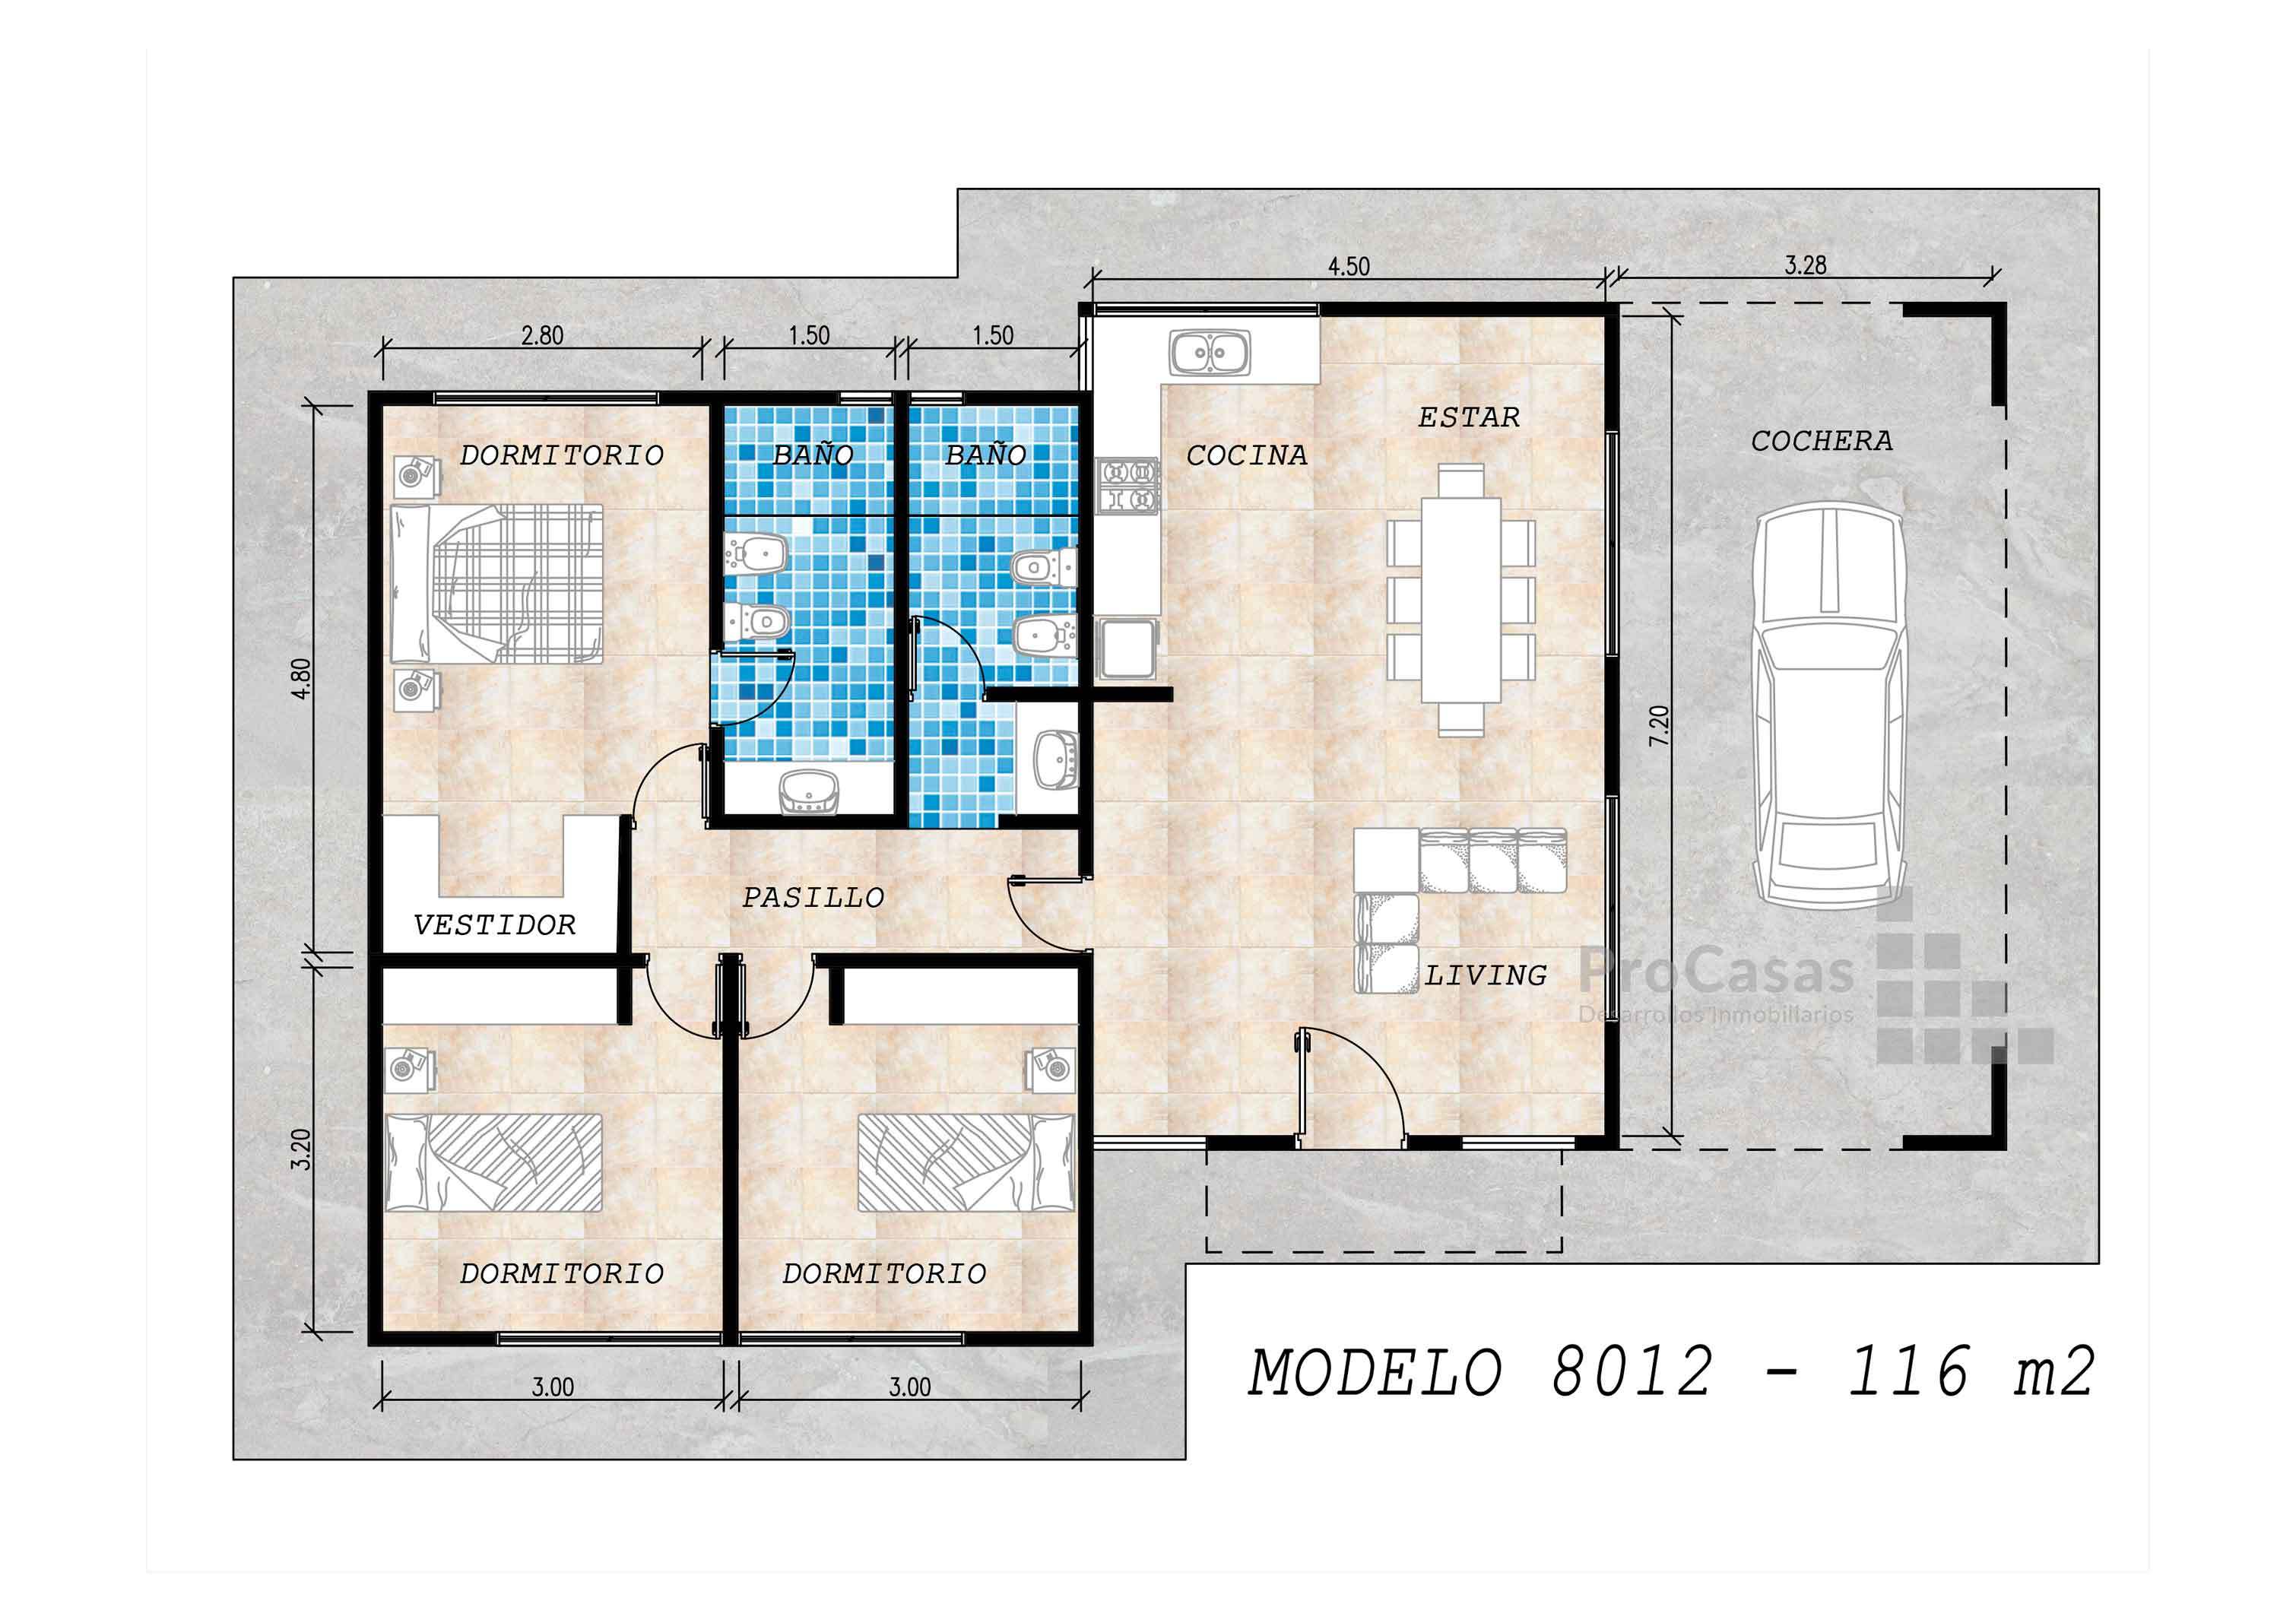 4.50
3.28
2.80
1.50
1.50
DORMITORIO
BAÑO
BAÑO
COCINA
ESTAR
COCHERA
4.80
7.20
VESTIDOR
PASILLO
LIVING
ProCasas
Desarrollos Inmobiliarios
3.20
DORMITORIO
DORMITORIO
3.00
3.00
MODELO 8012 - 116 m2